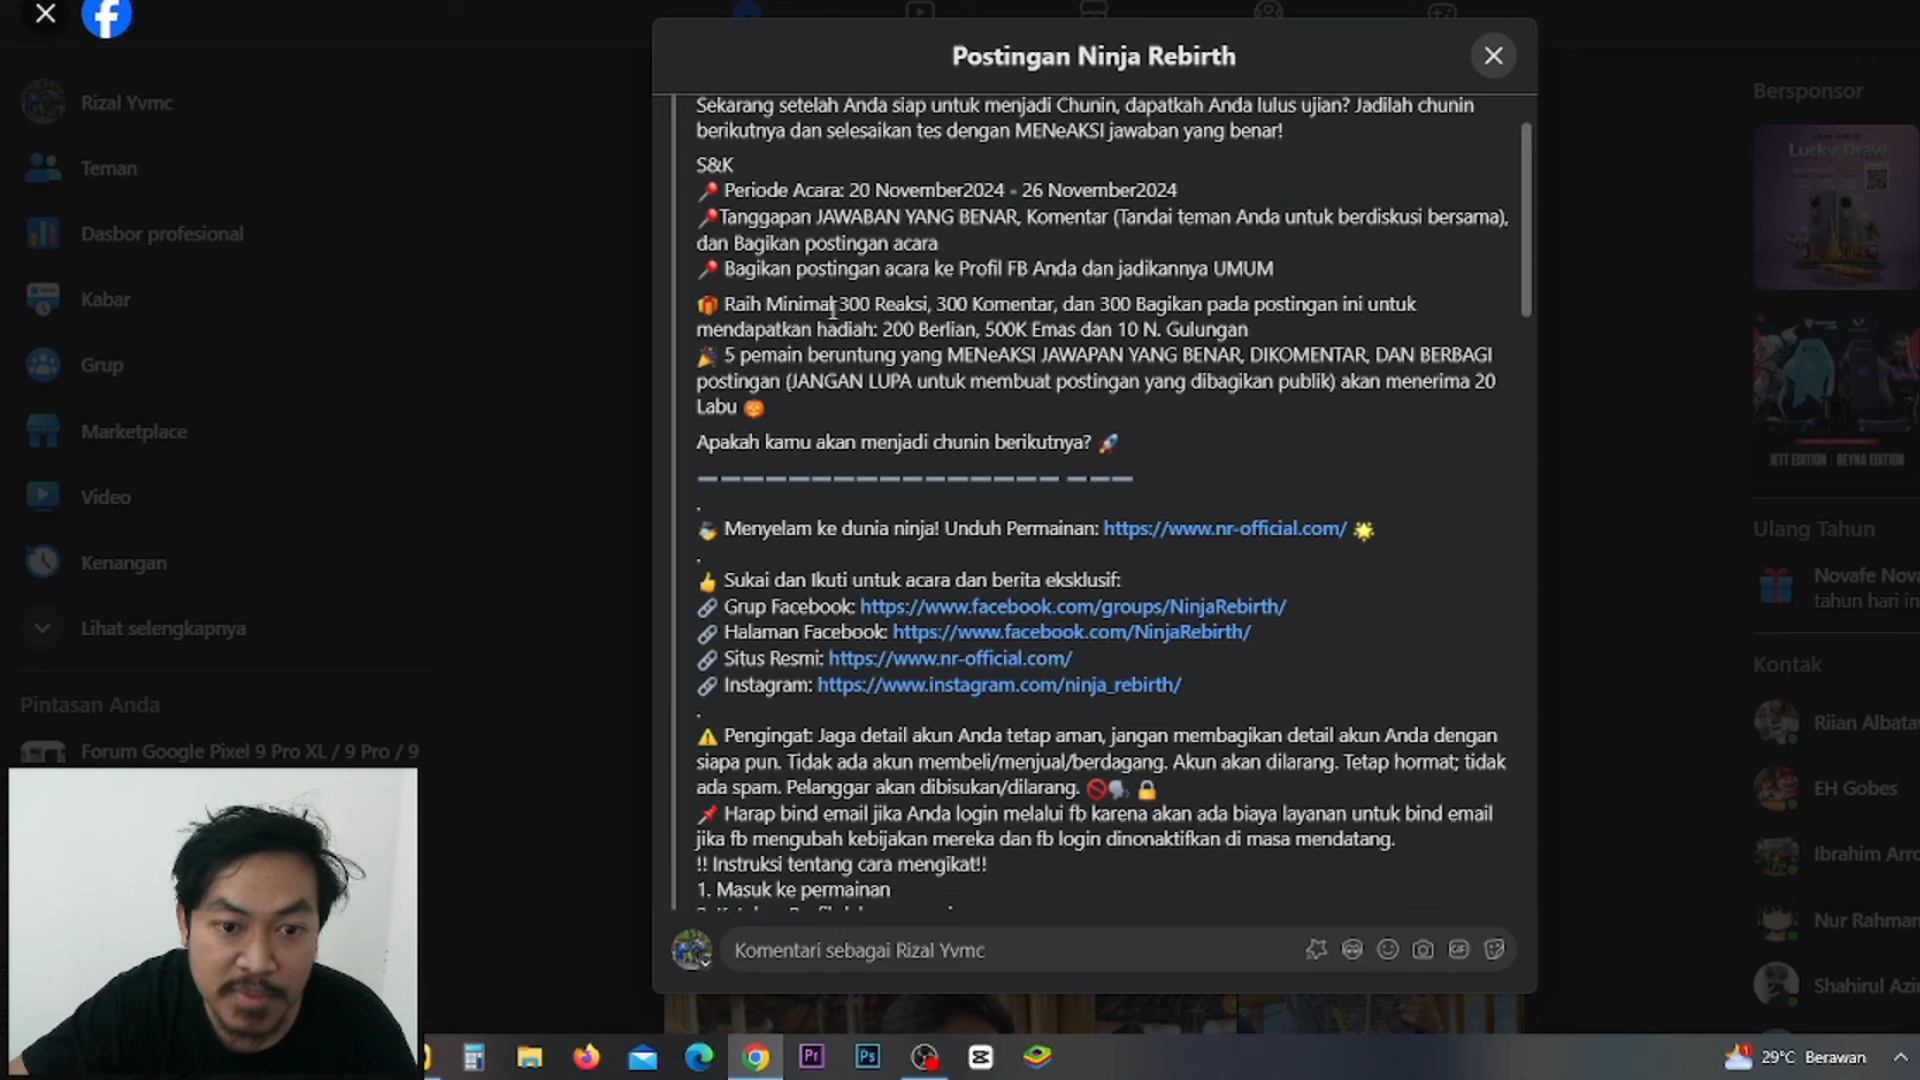 Postingan Ninja Rebirth
Sekarang setelah Anda siap untuk menjadi Chunin, dapatkah Anda lulus ujian? Jadilah chunin
berikutnya dan selesaikan tes dengan MENeAKSI jawaban yang benar!
S&K
📍 Periode Acara: 20 November2024 - 26 November2024
📍Tanggapan JAWABAN YANG BENAR, Komentar (Tandai teman Anda untuk berdiskusi bersama),
dan Bagikan postingan acara
📍 Bagikan postingan acara ke Profil FB Anda dan jadikannya UMUM
🎁 Raih Minimal 300 Reaksi, 300 Komentar, dan 300 Bagikan pada postingan ini untuk
mendapatkan hadiah: 200 Berlian, 500K Emas dan 10 N. Gulungan
🎉 5 pemain beruntung yang MENeAKSI JAWAPAN YANG BENAR, DIKOMENTAR, DAN BERBAGI
postingan (JANGAN LUPA untuk membuat postingan yang dibagikan publik) akan menerima 20
Labu 🎃
Apakah kamu akan menjadi chunin berikutnya? 🚀
.
Menyelam ke dunia ninja! Unduh Permainan: https://www.nr-official.com/ 🌟
.
👍 Sukai dan Ikuti untuk acara dan berita eksklusif:
🔗 Grup Facebook: https://www.facebook.com/groups/NinjaRebirth/
🔗 Halaman Facebook: https://www.facebook.com/NinjaRebirth/
🔗 Situs Resmi: https://www.nr-official.com/
🔗 Instagram: https://www.instagram.com/ninja_rebirth/
.
⚠️ Pengingat: Jaga detail akun Anda tetap aman, jangan membagikan detail akun Anda dengan
siapa pun. Tidak ada akun membeli/menjual/berdagang. Akun akan dilarang. Tetap hormat; tidak
ada spam. Pelanggar akan dibisukan/dilarang. 🚫🗣️ 🔒
📌 Harap bind email jika Anda login melalui fb karena akan ada biaya layanan untuk bind email
jika fb mengubah kebijakan mereka dan fb login dinonaktifkan di masa mendatang.
!! Instruksi tentang cara mengikat!!
1. Masuk ke permainan
Komentari sebagai Rizal Yvmc
Rizal Yvmc
Teman
Dasbor profesional
Kabar
Grup
Marketplace
Video
Kenangan
Lihat selengkapnya
Pintasan Anda
Forum Google Pixel 9 Pro XL / 9 Pro / 9
Bersponsor
Lucky Draw
JETT EDITION | REYNA EDITION
Ulang Tahun
Novafe Nova
tahun hari in
Kontak
Riian Albata
EH Gobes
Ibrahim Arro
Nur Rahman
Shahirul Azi
Pr
Ps
29°C Berawan